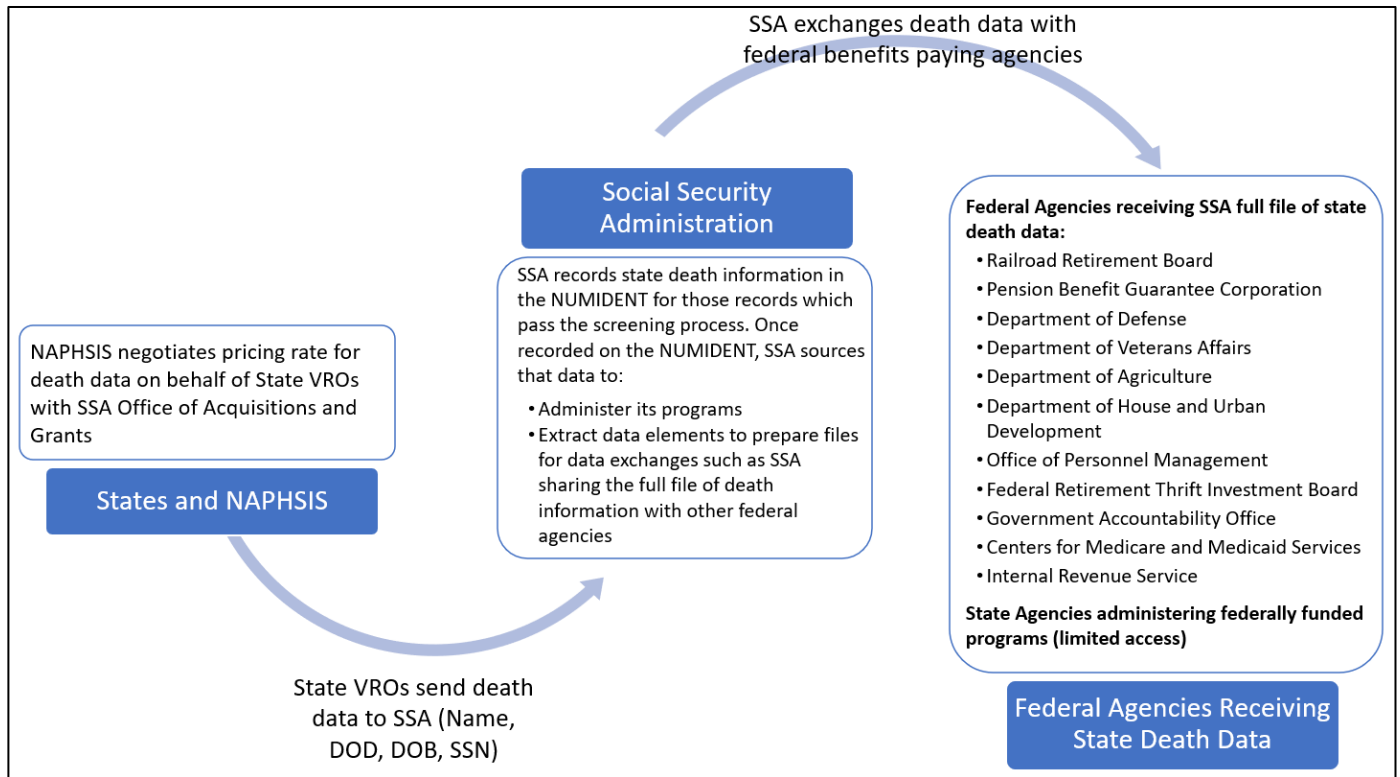 SSA exchanges death data with
federal benefits paying agencies
NAPHSIS negotiates pricing rate for
death data on behalf of State VROs
with SSA Office of Acquisitions and
Grants
States and NAPHSIS
State VROs send death
data to SSA (Name,
DOD, DOB, SSN)
Social Security
Administration
SSA records state death information in
the NUMIDENT for those records which
pass the screening process. Once
recorded on the NUMIDENT, SSA sources
that data to:
• Administer its programs
• Extract data elements to prepare files
for data exchanges such as SSA
sharing the full file of death
information with other federal
agencies
Federal Agencies receiving SSA full file of state
death data:
• Railroad Retirement Board
• Pension Benefit Guarantee Corporation
• Department of Defense
• Department of Veterans Affairs
• Department of Agriculture
• Department of House and Urban
Development
• Office of Personnel Management
• Federal Retirement Thrift Investment Board
• Government Accountability Office
• Centers for Medicare and Medicaid Services
• Internal Revenue Service
State Agencies administering federally funded
programs (limited access)
Federal Agencies Receiving
State Death Data